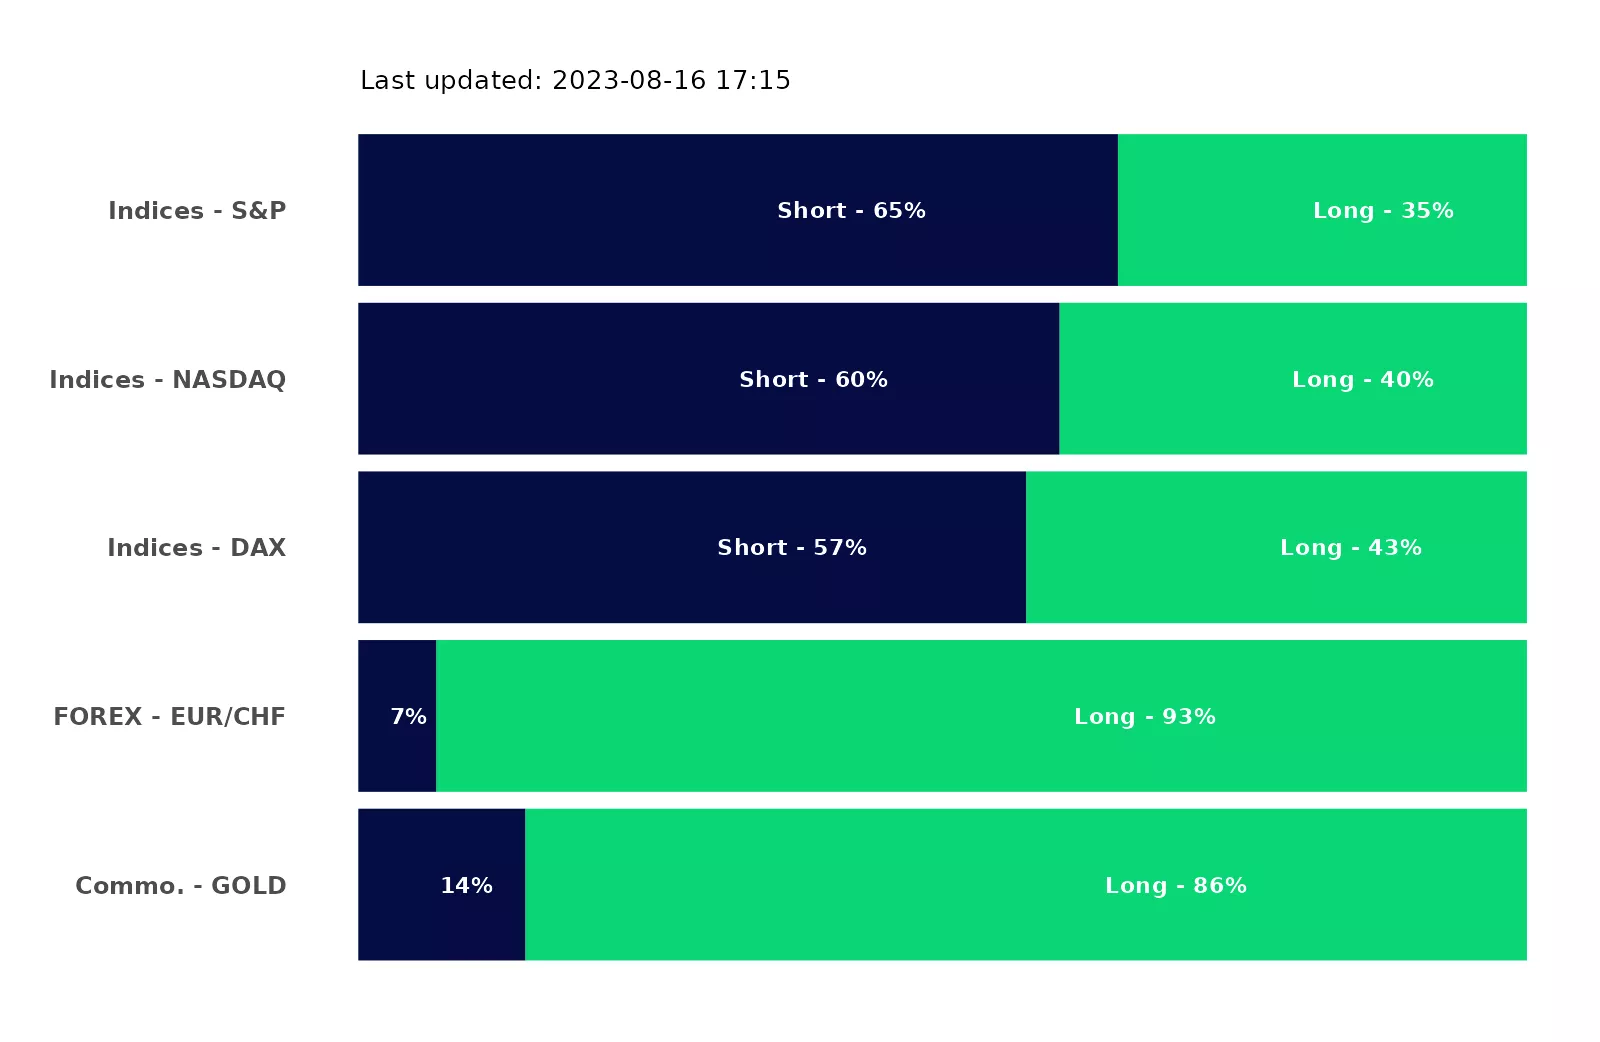 Last updated: 2023-08-16 17:15
Indices - S&P Short - 65% Long - 35%
Indices - NASDAQ Short - 60% Long - 40%
Indices - DAX Short - 57% Long - 43%
FOREX - EUR/CHF 7% Long - 93%
Commo. - GOLD 14% Long - 86%